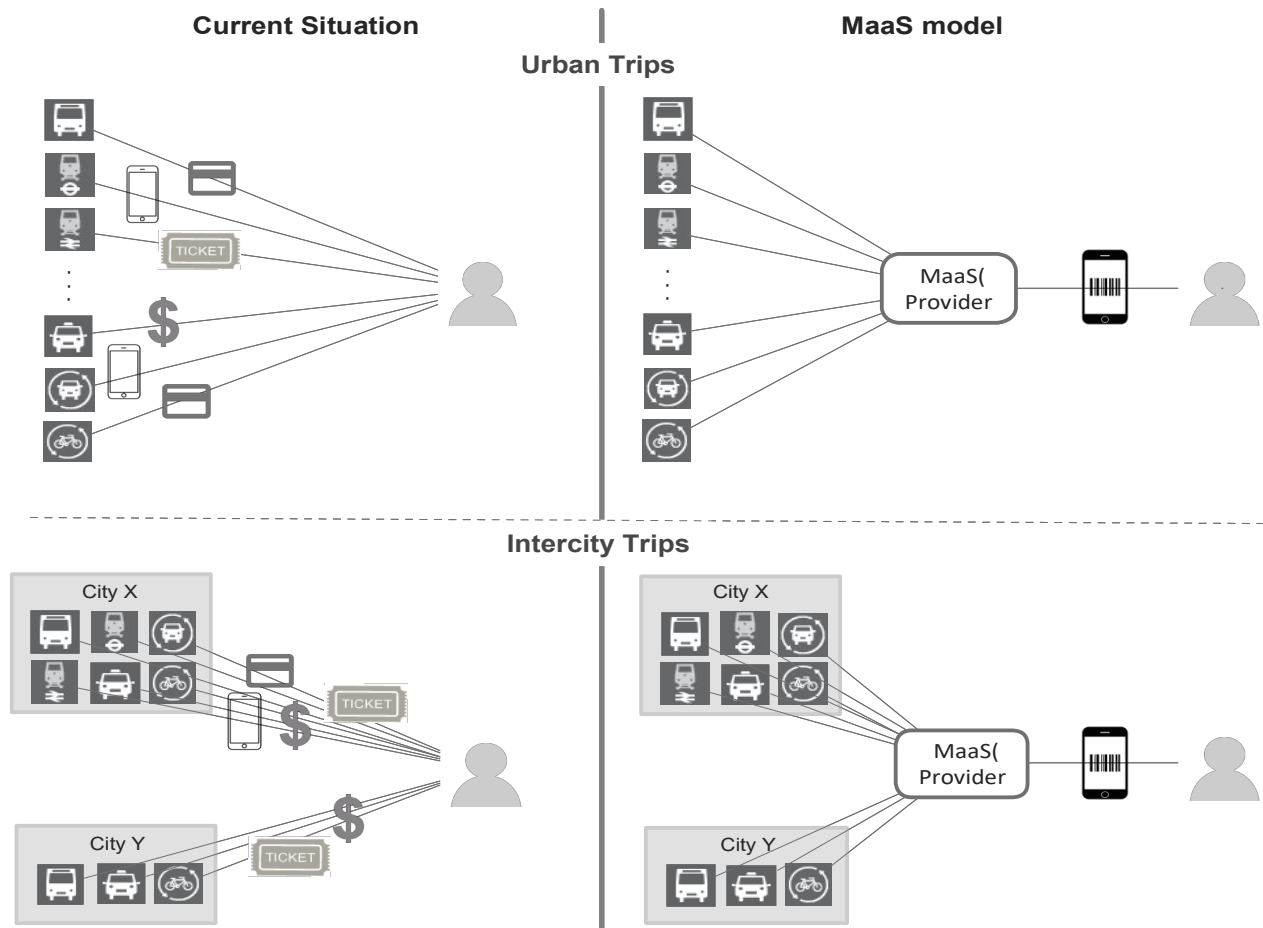 Current Situation
MaaS model
Urban Trips
TICKET
$
MaaS(
Provider
Intercity Trips
City X
City X
TICKET
$
MaaS(
Provider
$
City Y
TICKET
City Y